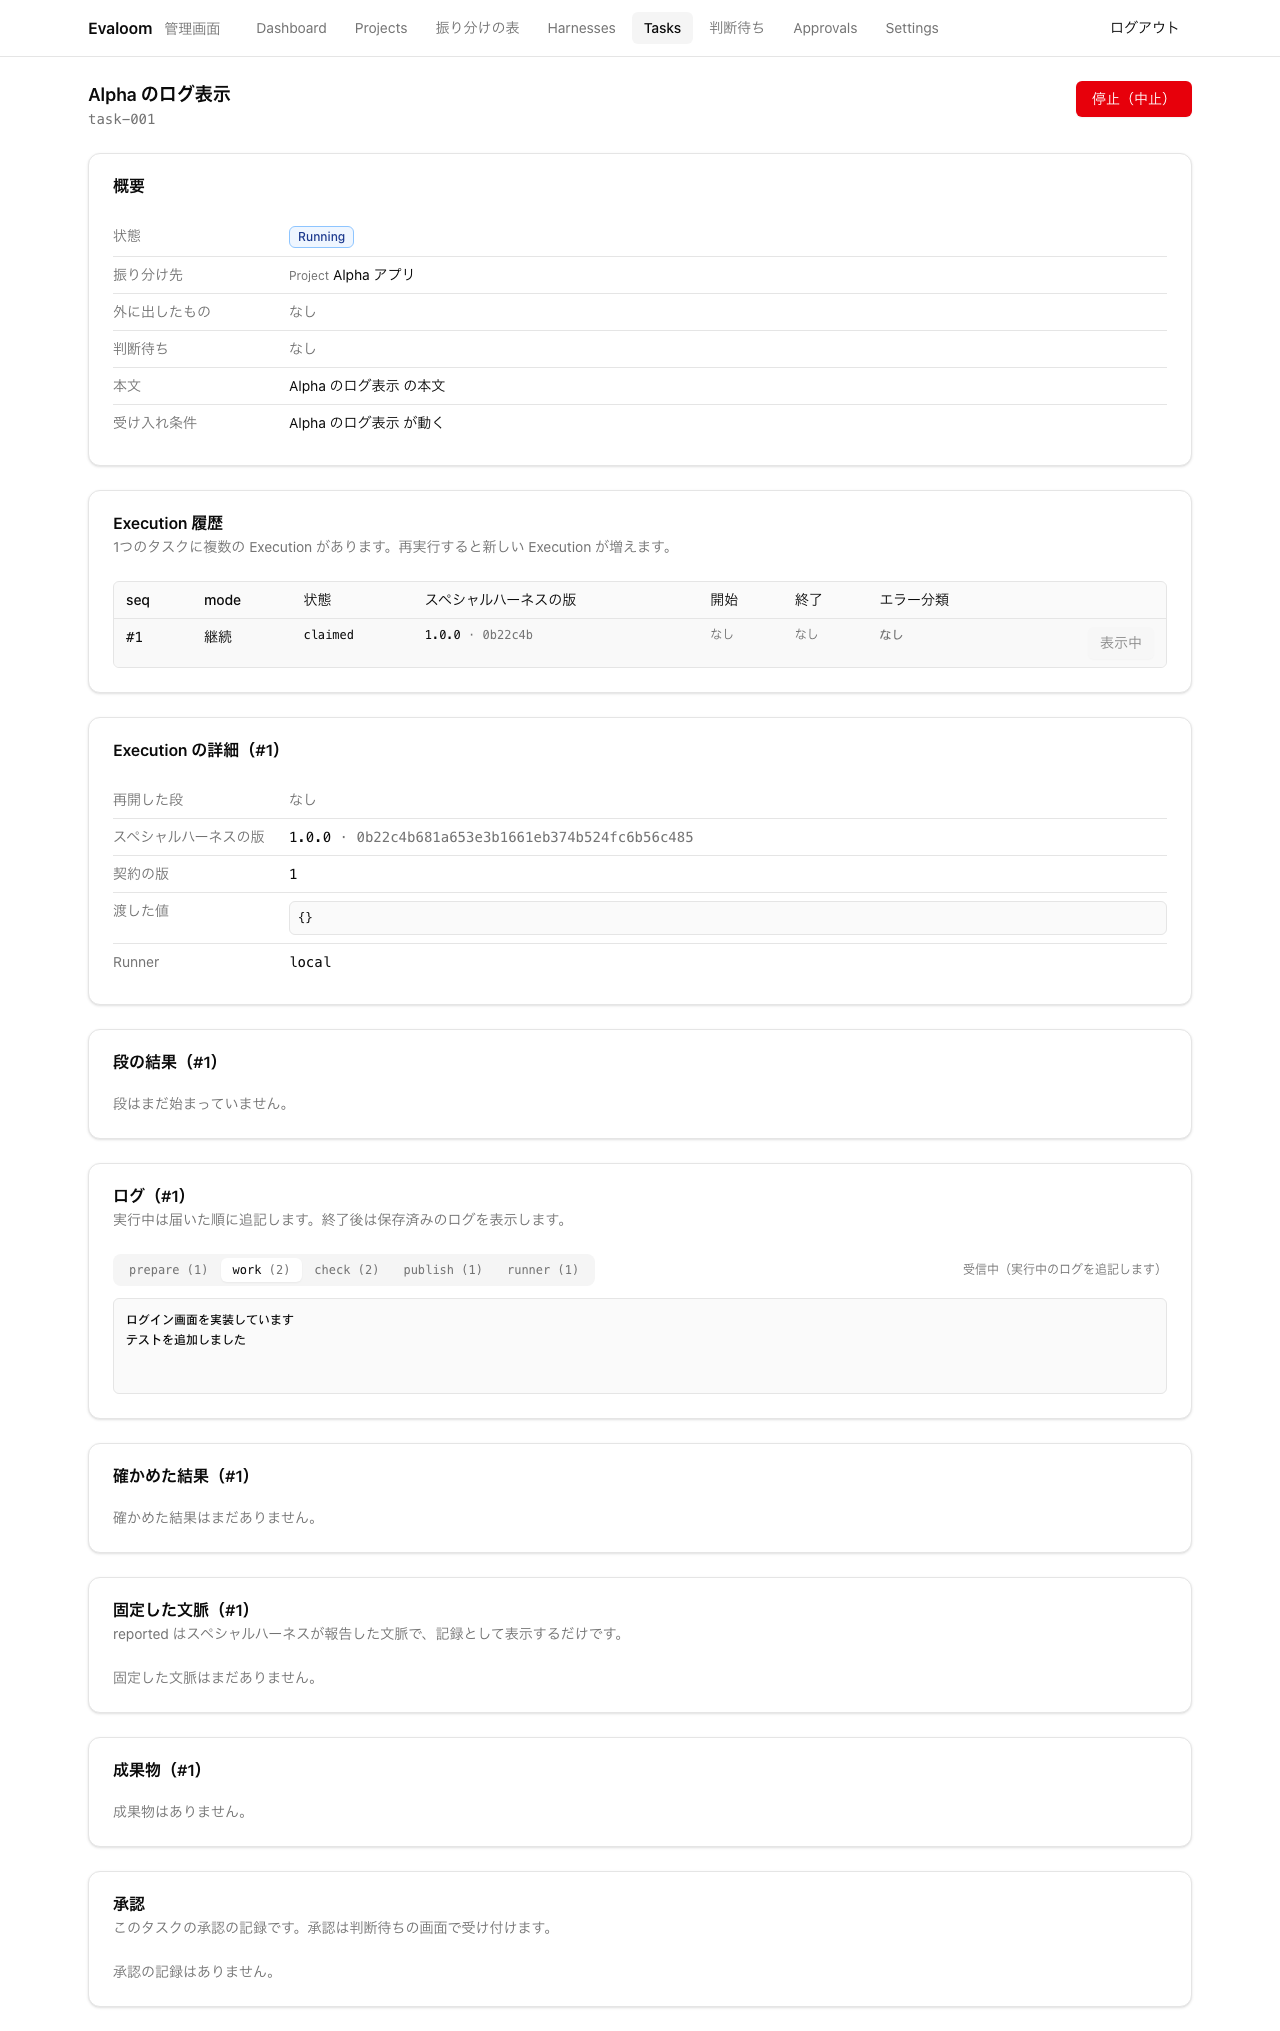 Evaloom 管理画面 Dashboard Projects 振り分けの表 Harnesses Tasks 判断待ち Approvals Settings ログアウト
Alpha のログ表示 停止（中止）
task-001
概要
状態 Running
振り分け先 Project Alpha アプリ
外に出したもの なし
判断待ち なし
本文 Alpha のログ表示 の本文
受け入れ条件 Alpha のログ表示 が動く
Execution 履歴
1つのタスクに複数の Execution があります。再実行すると新しい Execution が増えます。
seq mode 状態 スペシャルハーネスの版 開始 終了 エラー分類
#1 継続 claimed 1.0.0 · 0b22c4b なし なし なし 表示中
Execution の詳細（#1）
再開した段 なし
スペシャルハーネスの版 1.0.0 · 0b22c4b681a653e3b1661eb374b524fc6b56c485
契約の版 1
渡した値 {}
Runner local
段の結果（#1）
段はまだ始まっていません。
ログ（#1）
実行中は届いた順に追記します。終了後は保存済みのログを表示します。
prepare (1) work (2) check (2) publish (1) runner (1) 受信中（実行中のログを追記します）
ログイン画面を実装しています
テストを追加しました
確かめた結果（#1）
確かめた結果はまだありません。
固定した文脈（#1）
reported はスペシャルハーネスが報告した文脈で、記録として表示するだけです。
固定した文脈はまだありません。
成果物（#1）
成果物はありません。
承認
このタスクの承認の記録です。承認は判断待ちの画面で受け付けます。
承認の記録はありません。